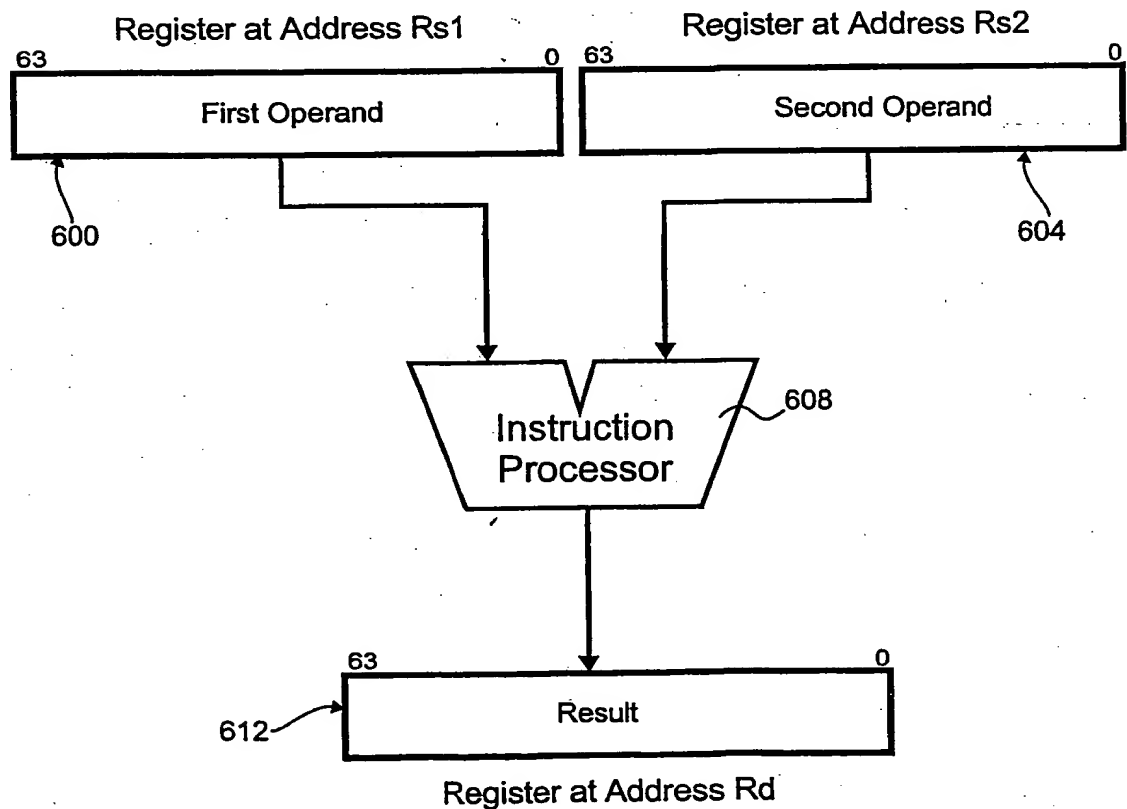 Register at Address Rs1
Register at Address Rs2
63 0
63 0
First Operand
Second Operand
600
604
608
Instruction
Processor
63 0
612
Result
Register at Address Rd